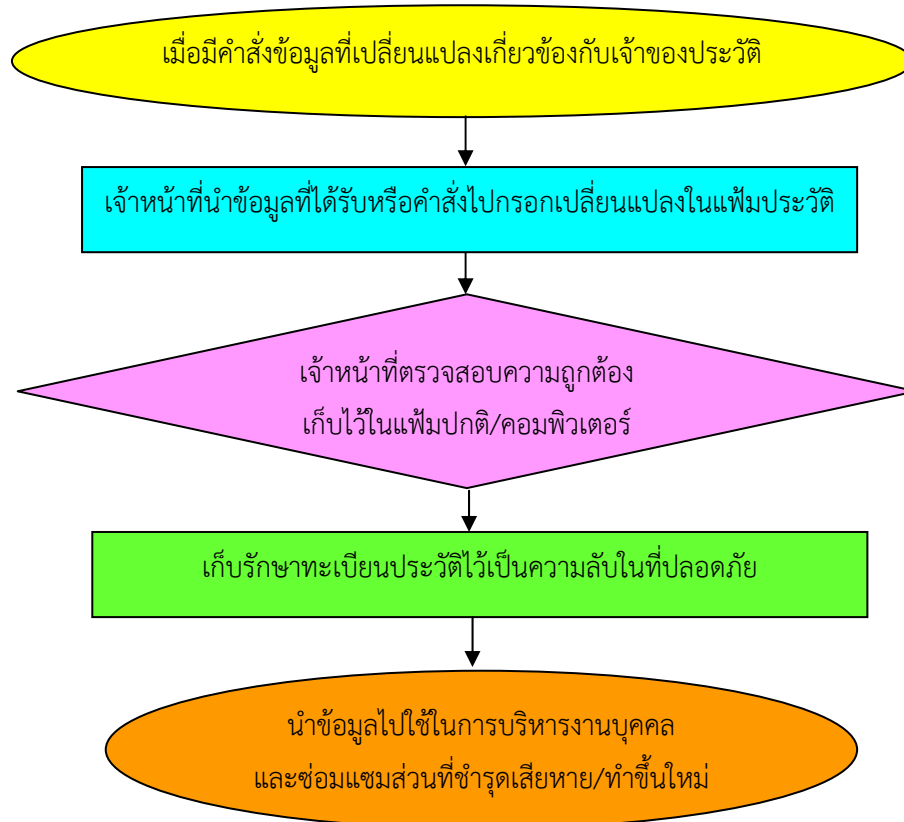 เมื่อมีคำสั่งข้อมูลที่เปลี่ยนแปลงเกี่ยวข้องกับเจ้าของประวัติ
เจ้าหน้าที่นำข้อมูลที่ได้รับหรือคำสั่งไปกรอกเปลี่ยนแปลงในแฟ้มประวัติ
เจ้าหน้าที่ตรวจสอบความถูกต้อง
เก็บไว้ในแฟ้มปกติ/คอมพิวเตอร์
เก็บรักษาทะเบียนประวัติไว้เป็นความลับในที่ปลอดภัย
นำข้อมูลไปใช้ในการบริหารงานบุคคล
และซ่อมแซมส่วนที่ชำรุดเสียหาย/ทำขึ้นใหม่